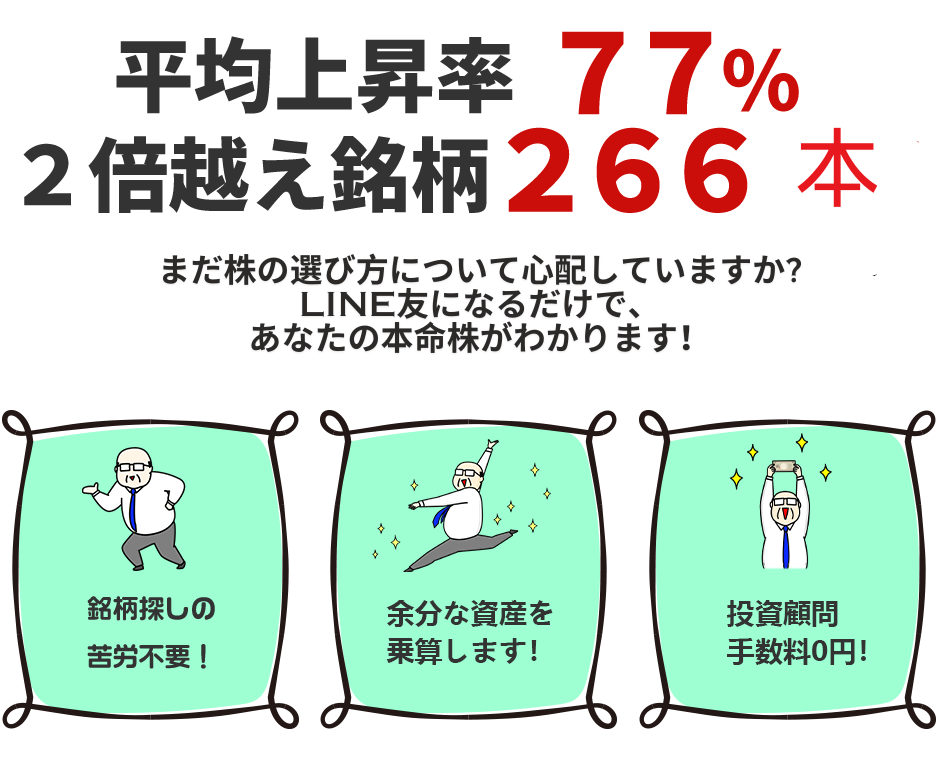 平均上昇率 77%
２倍越え銘柄266 本
まだ株の選び方について心配していますか?
LINE友になるだけで、
あなたの本命株がわかります!
銘柄探しの
苦労不要！
余分な資産を
乗算します!
投資顧問
手数料0円!